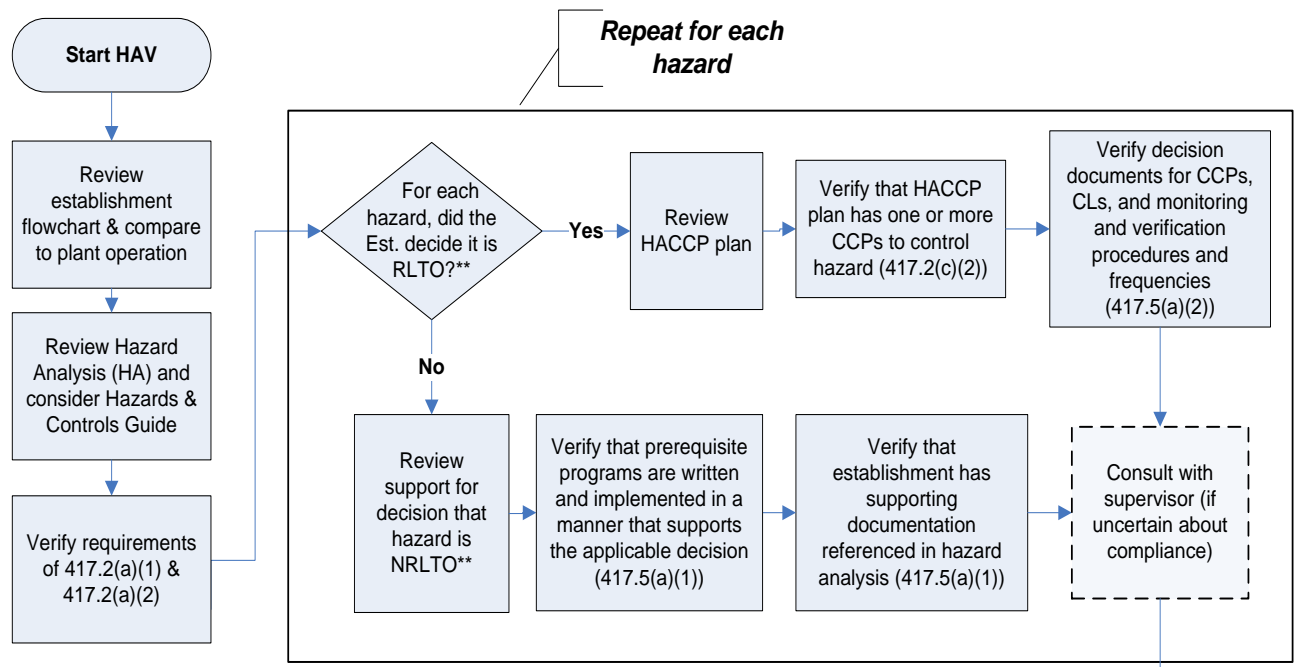 Start HAV
Review
establishment
flowchart & compare
to plant operation
Review Hazard
Analysis (HA) and
consider Hazards &
Controls Guide
Verify requirements
of 417.2(a)(1) &
417.2(a)(2)
Repeat for each
hazard
For each
hazard, did the
Est. decide it is
RLTO?**
Yes
Review
HACCP plan
Verify that HACCP
plan has one or more
CCPs to control
hazard (417.2(c)(2))
Verify decision
documents for CCPs,
CLs, and monitoring
and verification
procedures and
frequencies
(417.5(a)(2))
No
Review
support for
decision that
hazard is
NRLTO**
Verify that prerequisite
programs are written
and implemented in a
manner that supports
the applicable decision
(417.5(a)(1))
Verify that
establishment has
supporting
documentation
referenced in hazard
analysis (417.5(a)(1))
Consult with
supervisor (if
uncertain about
compliance)